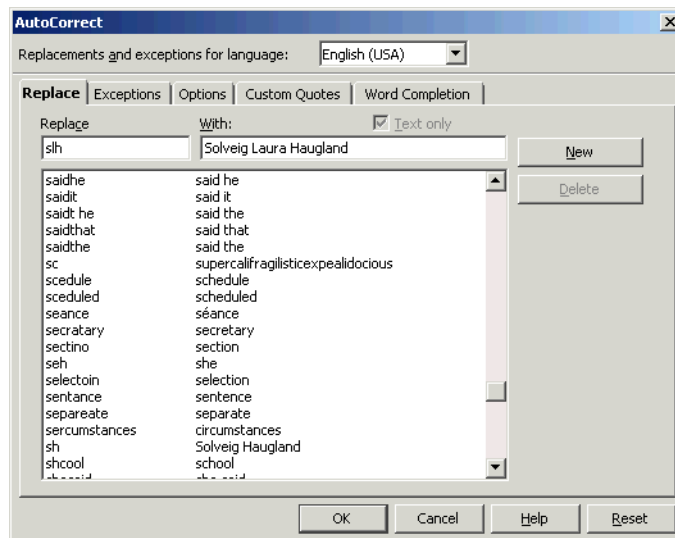 AutoCorrect
Replacements and exceptions for language: English (USA)
Replace Exceptions Options Custom Quotes Word Completion
Replace With: Text only
slh Solveig Laura Haugland New
Delete
saidhe said he
saidit said it
saidt he said the
saidthat said that
saidthe said the
sc supercalifragilisticexpealidocious
scedule schedule
sceduled scheduled
seance séance
secratary secretary
sectino section
seh she
selectoin selection
sentance sentence
separeate separate
sercumstances circumstances
sh Solveig Haugland
shcool school
OK Cancel Help Reset